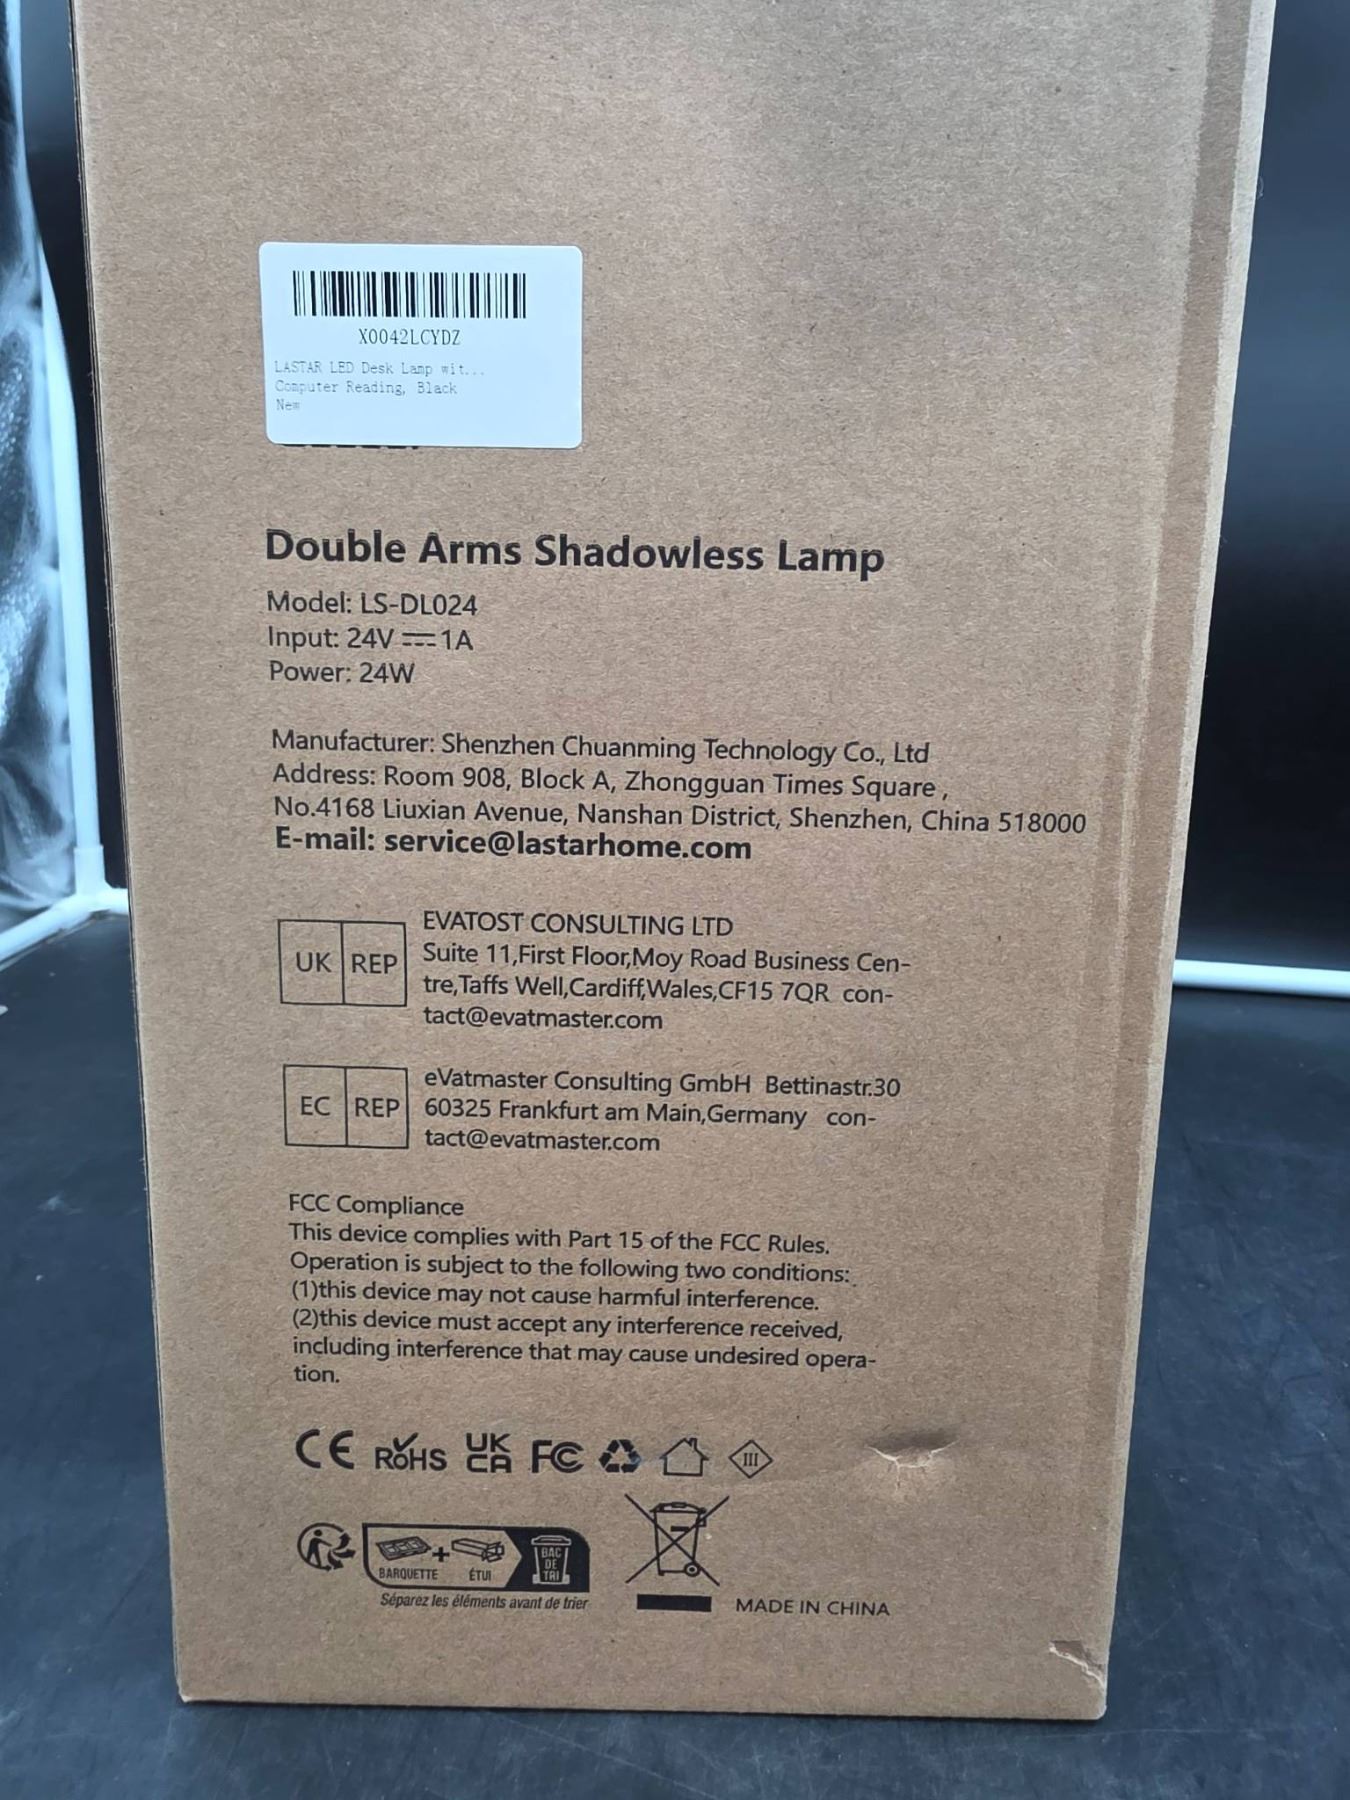 X0042LCYDZ
LASTAR LED Desk Lamp wit...
Computer Reading, Black
New
Double Arms Shadowless Lamp
Model: LS-DL024
Input: 24V⎓1A
Power: 24W
Manufacturer: Shenzhen Chuanming Technology Co., Ltd
Address: Room 908, Block A, Zhongguan Times Square ,
No.4168 Liuxian Avenue, Nanshan District, Shenzhen, China 518000
E-mail: service@lastarhome.com
UK REP
EVATOST CONSULTING LTD
Suite 11,First Floor,Moy Road Business Cen-
tre,Taffs Well,Cardiff,Wales,CF15 7QR con-
tact@evatmaster.com
EC REP
eVatmaster Consulting GmbH Bettinastr.30
60325 Frankfurt am Main,Germany con-
tact@evatmaster.com
FCC Compliance
This device complies with Part 15 of the FCC Rules.
Operation is subject to the following two conditions:
(1)this device may not cause harmful interference.
(2)this device must accept any interference received,
including interference that may cause undesired opera-
tion.
CE RoHS UK CA FC III
BARQUETTE + ÉTUI BAC DE TRI
Séparez les éléments avant de trier
MADE IN CHINA